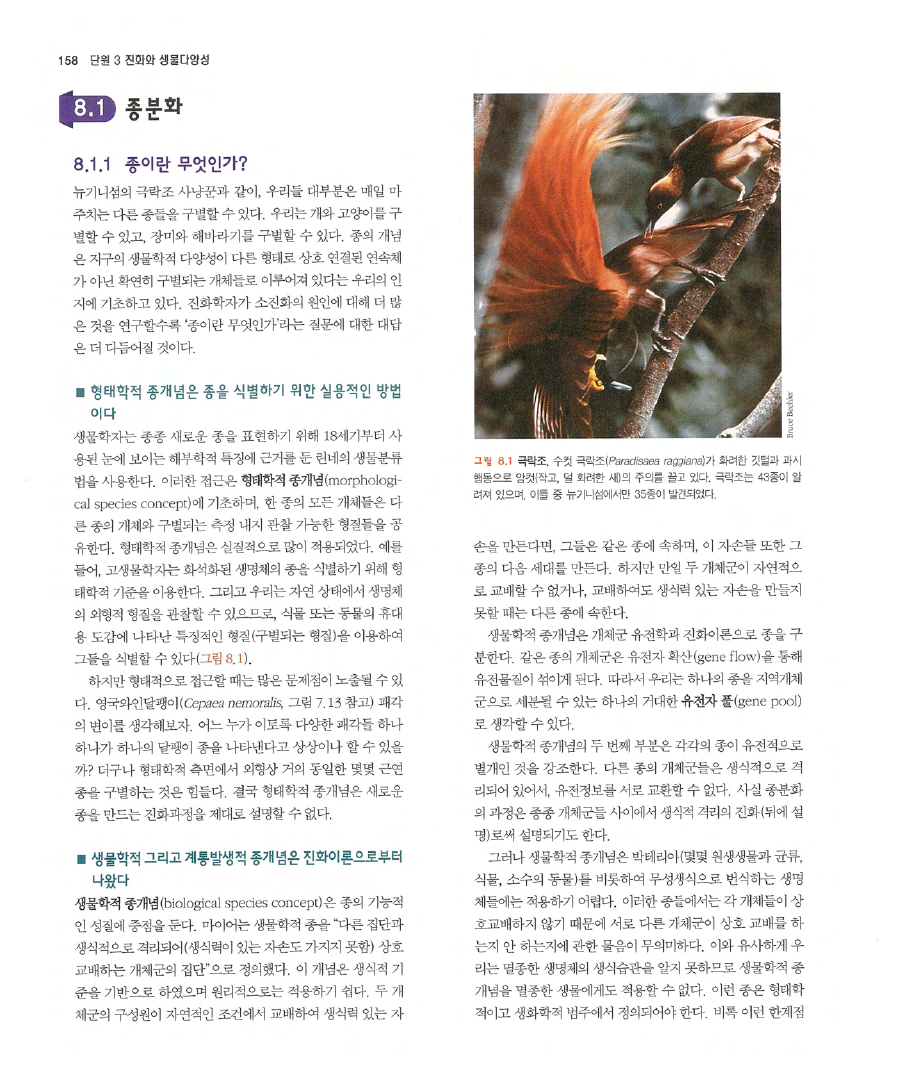 158 단원 3 진화와 생물다양성
8.1 종분화
8.1.1 종이란 무엇인가?
뉴기니섬의 극락조 사냥꾼과 같이, 우리들 대부분은 매일 마
주치는 다른 종들을 구별할 수 있다. 우리는 개와 고양이를 구
별할 수 있고, 장미와 해바라기를 구별할 수 있다. 종의 개념
은 지구의 생물학적 다양성이 다른 형태로 상호 연결된 연속체
가 아닌 확연히 구별되는 개체들로 이루어져 있다는 우리의 인
지에 기초하고 있다. 진화학자가 소진화의 원인에 대해 더 많
은 것을 연구할수록 ‘종이란 무엇인가’라는 질문에 대한 대답
은 더 다듬어질 것이다.
■ 형태학적 종개념은 종을 식별하기 위한 실용적인 방법
이다
생물학자는 종종 새로운 종을 표현하기 위해 18세기부터 사
용된 눈에 보이는 해부학적 특징에 근거를 둔 린네의 생물분류
법을 사용한다. 이러한 접근은 형태학적 종개념(morphologi-
cal species concept)에 기초하며, 한 종의 모든 개체들은 다
른 종의 개체와 구별되는 측정 내지 관찰 가능한 형질들을 공
유한다. 형태학적 종개념은 실질적으로 많이 적용되었다. 예를
들어, 고생물학자는 화석화된 생명체의 종을 식별하기 위해 형
태학적 기준을 이용한다. 그리고 우리는 자연 상태에서 생명체
의 외형적 형질을 관찰할 수 있으므로, 식물 또는 동물의 휴대
용 도감에 나타난 특징적인 형질(구별되는 형질)을 이용하여
그들을 식별할 수 있다(그림 8.1).
하지만 형태적으로 접근할 때는 많은 문제점이 노출될 수 있
다. 영국와인달팽이(Cepaea nemoralis, 그림 7.13 참고) 패각
의 변이를 생각해보자. 어느 누가 이토록 다양한 패각들 하나
하나가 하나의 달팽이 종을 나타낸다고 상상이나 할 수 있을
까? 더구나 형태학적 측면에서 외형상 거의 동일한 몇몇 근연
종을 구별하는 것은 힘들다. 결국 형태학적 종개념은 새로운
종을 만드는 진화과정을 제대로 설명할 수 없다.
■ 생물학적 그리고 계통발생적 종개념은 진화이론으로부터
나왔다
생물학적 종개념(biological species concept)은 종의 기능적
인 성질에 중점을 둔다. 마이어는 생물학적 종을 “다른 집단과
생식적으로 격리되어(생식력이 있는 자손도 가지지 못함) 상호
교배하는 개체군의 집단”으로 정의했다. 이 개념은 생식적 기
준을 기반으로 하였으며 원리적으로는 적용하기 쉽다. 두 개
체군의 구성원이 자연적인 조건에서 교배하여 생식력 있는 자
Bruce Beehler
그림 8.1 극락조. 수컷 극락조(Paradisaea raggiana)가 화려한 깃털과 과시
행동으로 암컷(작고, 덜 화려한 새)의 주의를 끌고 있다. 극락조는 43종이 알
려져 있으며, 이들 중 뉴기니섬에서만 35종이 발견되었다.
손을 만든다면, 그들은 같은 종에 속하며, 이 자손들 또한 그
종의 다음 세대를 만든다. 하지만 만일 두 개체군이 자연적으
로 교배할 수 없거나, 교배하여도 생식력 있는 자손을 만들지
못할 때는 다른 종에 속한다.
생물학적 종개념은 개체군 유전학과 진화이론으로 종을 구
분한다. 같은 종의 개체군은 유전자 확산(gene flow)을 통해
유전물질이 섞이게 된다. 따라서 우리는 하나의 종을 지역개체
군으로 세분될 수 있는 하나의 거대한 유전자 풀(gene pool)
로 생각할 수 있다.
생물학적 종개념의 두 번째 부분은 각각의 종이 유전적으로
별개인 것을 강조한다. 다른 종의 개체군들은 생식적으로 격
리되어 있어서, 유전정보를 서로 교환할 수 없다. 사실 종분화
의 과정은 종종 개체군들 사이에서 생식적 격리의 진화(뒤에 설
명)로써 설명되기도 한다.
그러나 생물학적 종개념은 박테리아(몇몇 원생생물과 균류,
식물, 소수의 동물)를 비롯하여 무성생식으로 번식하는 생명
체들에는 적용하기 어렵다. 이러한 종들에서는 각 개체들이 상
호교배하지 않기 때문에 서로 다른 개체군이 상호 교배를 하
는지 안 하는지에 관한 물음이 무의미하다. 이와 유사하게 우
리는 멸종한 생명체의 생식습관을 알지 못하므로 생물학적 종
개념을 멸종한 생물에게도 적용할 수 없다. 이런 종은 형태학
적이고 생화학적 범주에서 정의되어야 한다. 비록 이런 한계점